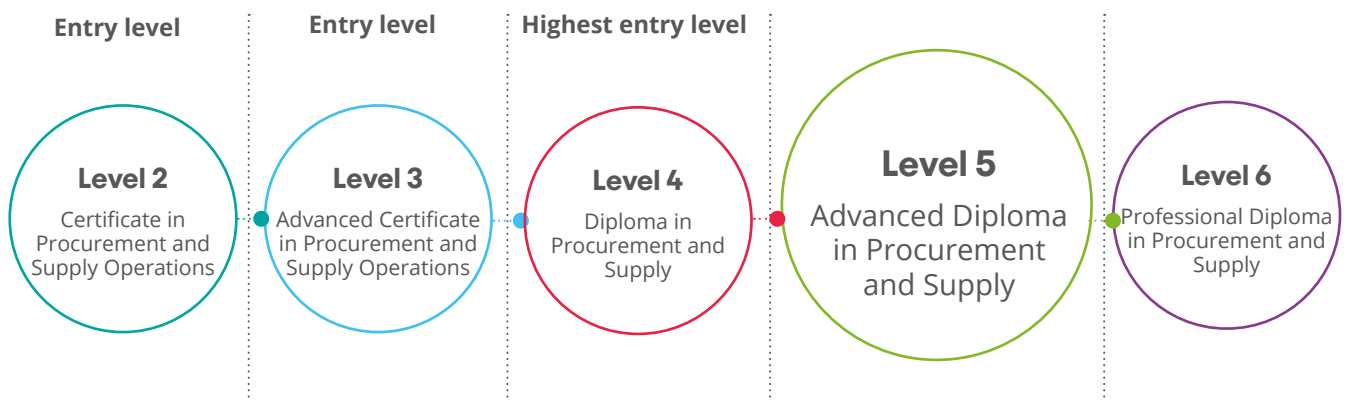 Entry level
Entry level
Highest entry level
Level 2
Certificate in
Procurement and
Supply Operations
Level 3
Advanced Certificate
in Procurement and
Supply Operations
Level 4
Diploma in
Procurement and
Supply
Level 5
Advanced Diploma
in Procurement
and Supply
Level 6
Professional Diploma
in Procurement and
Supply